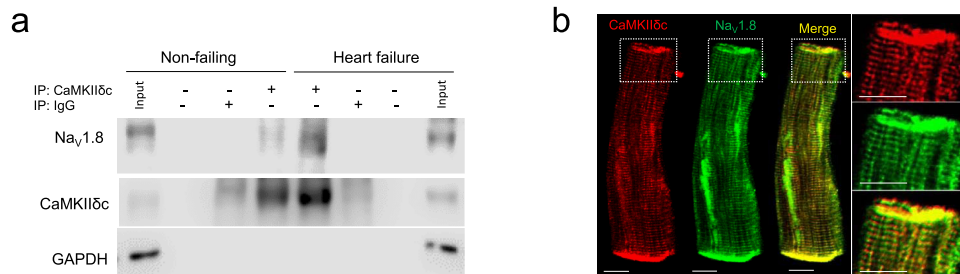 a
Non-failing Heart failure
Input Input
IP: CaMKIIδc - - + + - -
IP: IgG - + - - + -
NaV1.8
CaMKIIδc
GAPDH
b
CaMKIIδc NaV1.8 Merge